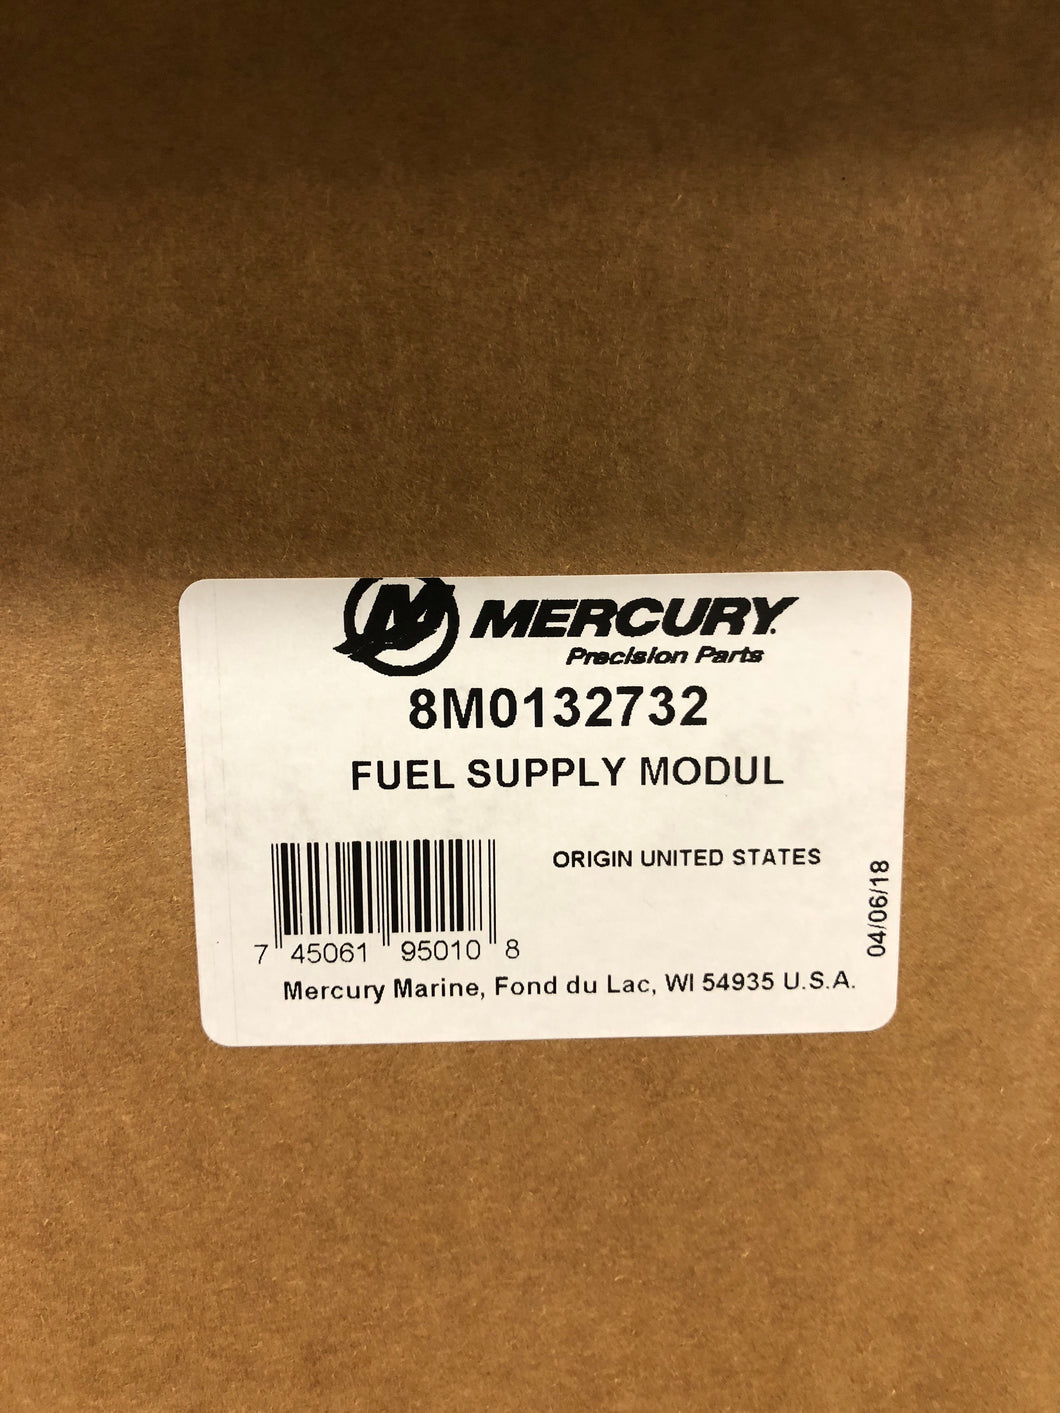 M MERCURY
Precision Parts
8M0132732
FUEL SUPPLY MODUL
ORIGIN UNITED STATES
04/06/18
7 45061 95010 8
Mercury Marine, Fond du Lac, WI 54935 U.S.A.